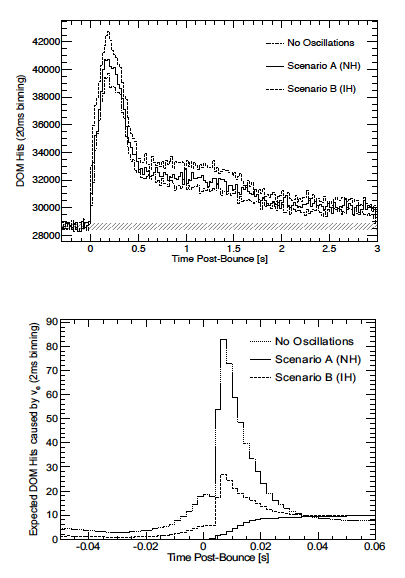 42000
40000
38000
36000
34000
32000
30000
28000
DOM Hits (20ms binning)
No Oscillations
Scenario A (NH)
Scenario B (IH)
0 0.5 1 1.5 2 2.5 3
Time Post-Bounce [s]
90
80
70
60
50
40
30
20
10
0
Expected DOM Hits caused by νe (2ms binning)
No Oscillations
Scenario A (NH)
Scenario B (IH)
-0.04 -0.02 0 0.02 0.04 0.06
Time Post-Bounce [s]